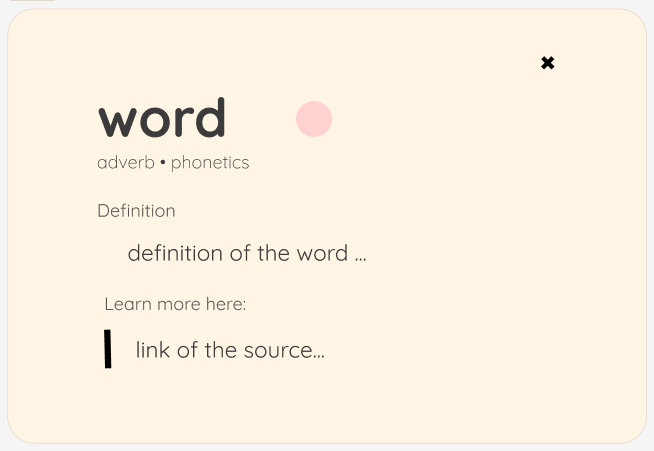 word
adverb • phonetics
Definition
definition of the word ...
Learn more here:
link of the source...